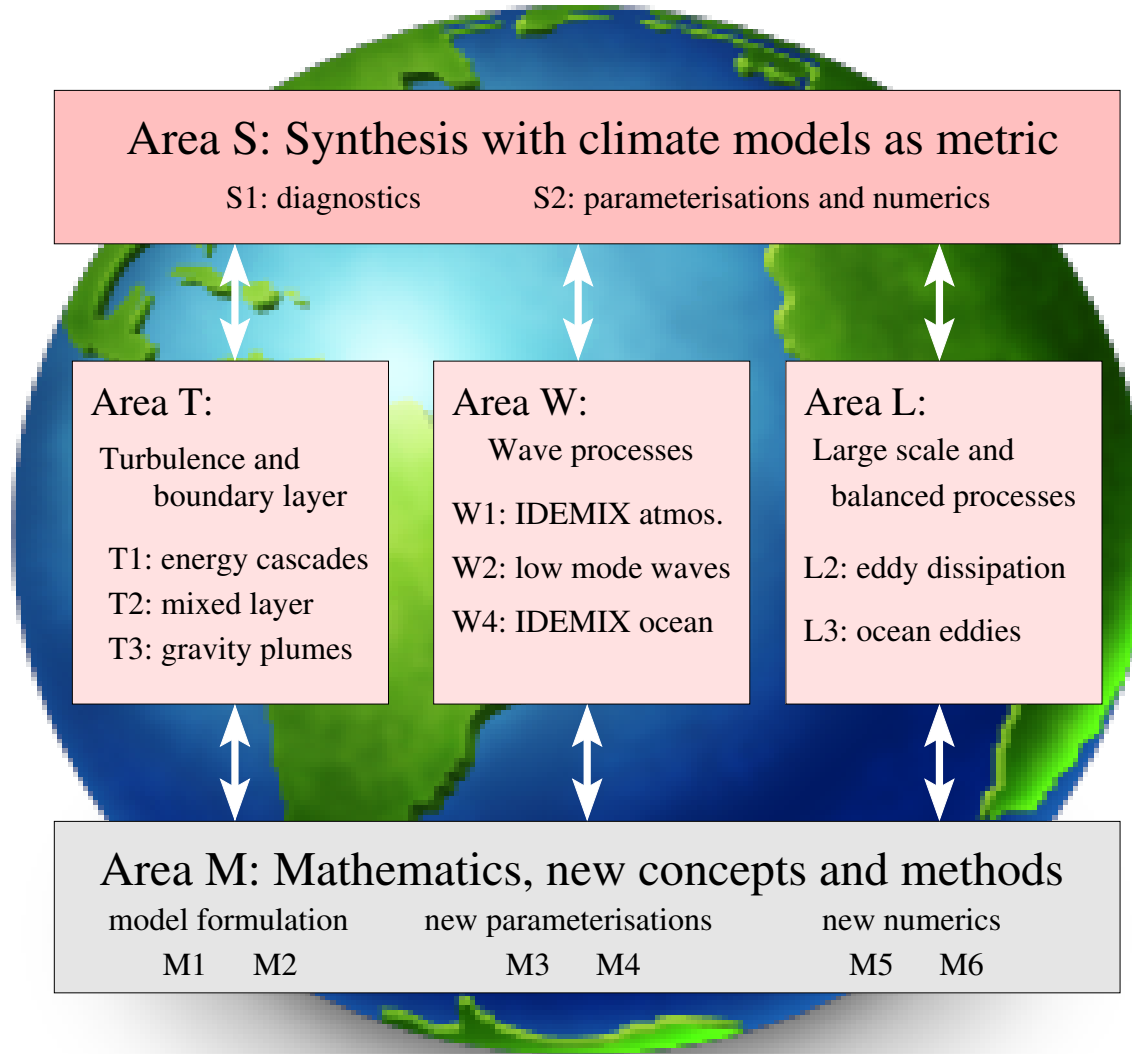 Area S: Synthesis with climate models as metric
S1: diagnostics S2: parameterisations and numerics
Area T:
Turbulence and
boundary layer
T1: energy cascades
T2: mixed layer
T3: gravity plumes
Area W:
Wave processes
W1: IDEMIX atmos.
W2: low mode waves
W4: IDEMIX ocean
Area L:
Large scale and
balanced processes
L2: eddy dissipation
L3: ocean eddies
Area M: Mathematics, new concepts and methods
model formulation new parameterisations new numerics
M1 M2 M3 M4 M5 M6